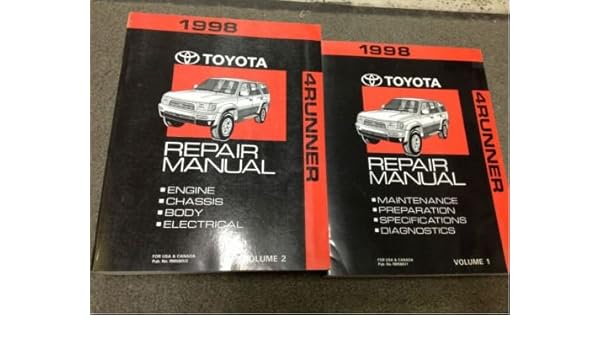 1998
TOYOTA
4RUNNER
REPAIR
MANUAL
ENGINE
CHASSIS
BODY
ELECTRICAL
FOR USA & CANADA
VOLUME 2
1998
TOYOTA
4RUNNER
REPAIR
MANUAL
MAINTENANCE
PREPARATION
SPECIFICATIONS
DIAGNOSTICS
FOR USA & CANADA
VOLUME 1